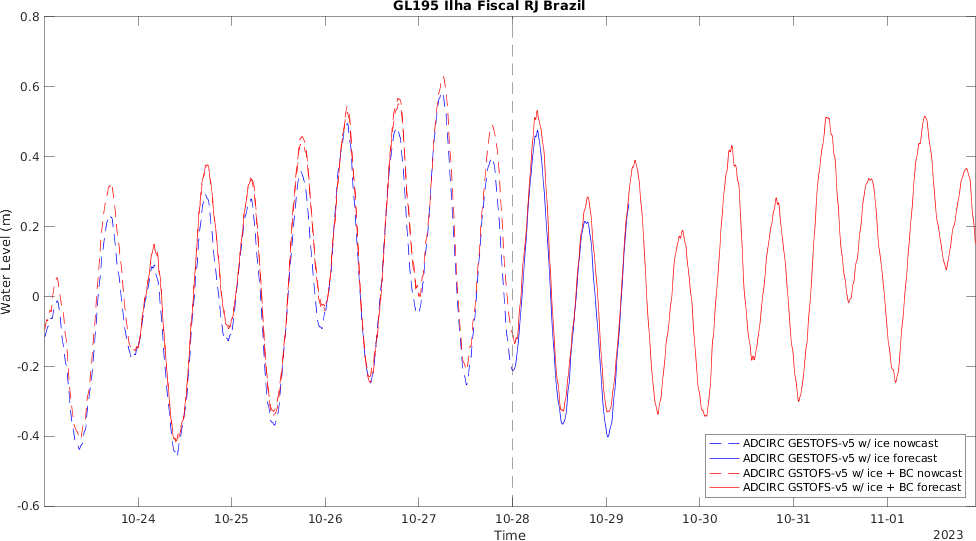 GL195 Ilha Fiscal RJ Brazil
0.8
0.6
0.4
0.2
0
-0.2
-0.4
-0.6
Water Level (m)
10-24 10-25 10-26 10-27 10-28 10-29 10-30 10-31 11-01
Time
2023
ADCIRC GESTOFS-v5 w/ ice nowcast
ADCIRC GESTOFS-v5 w/ ice forecast
ADCIRC GSTOFS-v5 w/ ice + BC nowcast
ADCIRC GSTOFS-v5 w/ ice + BC forecast